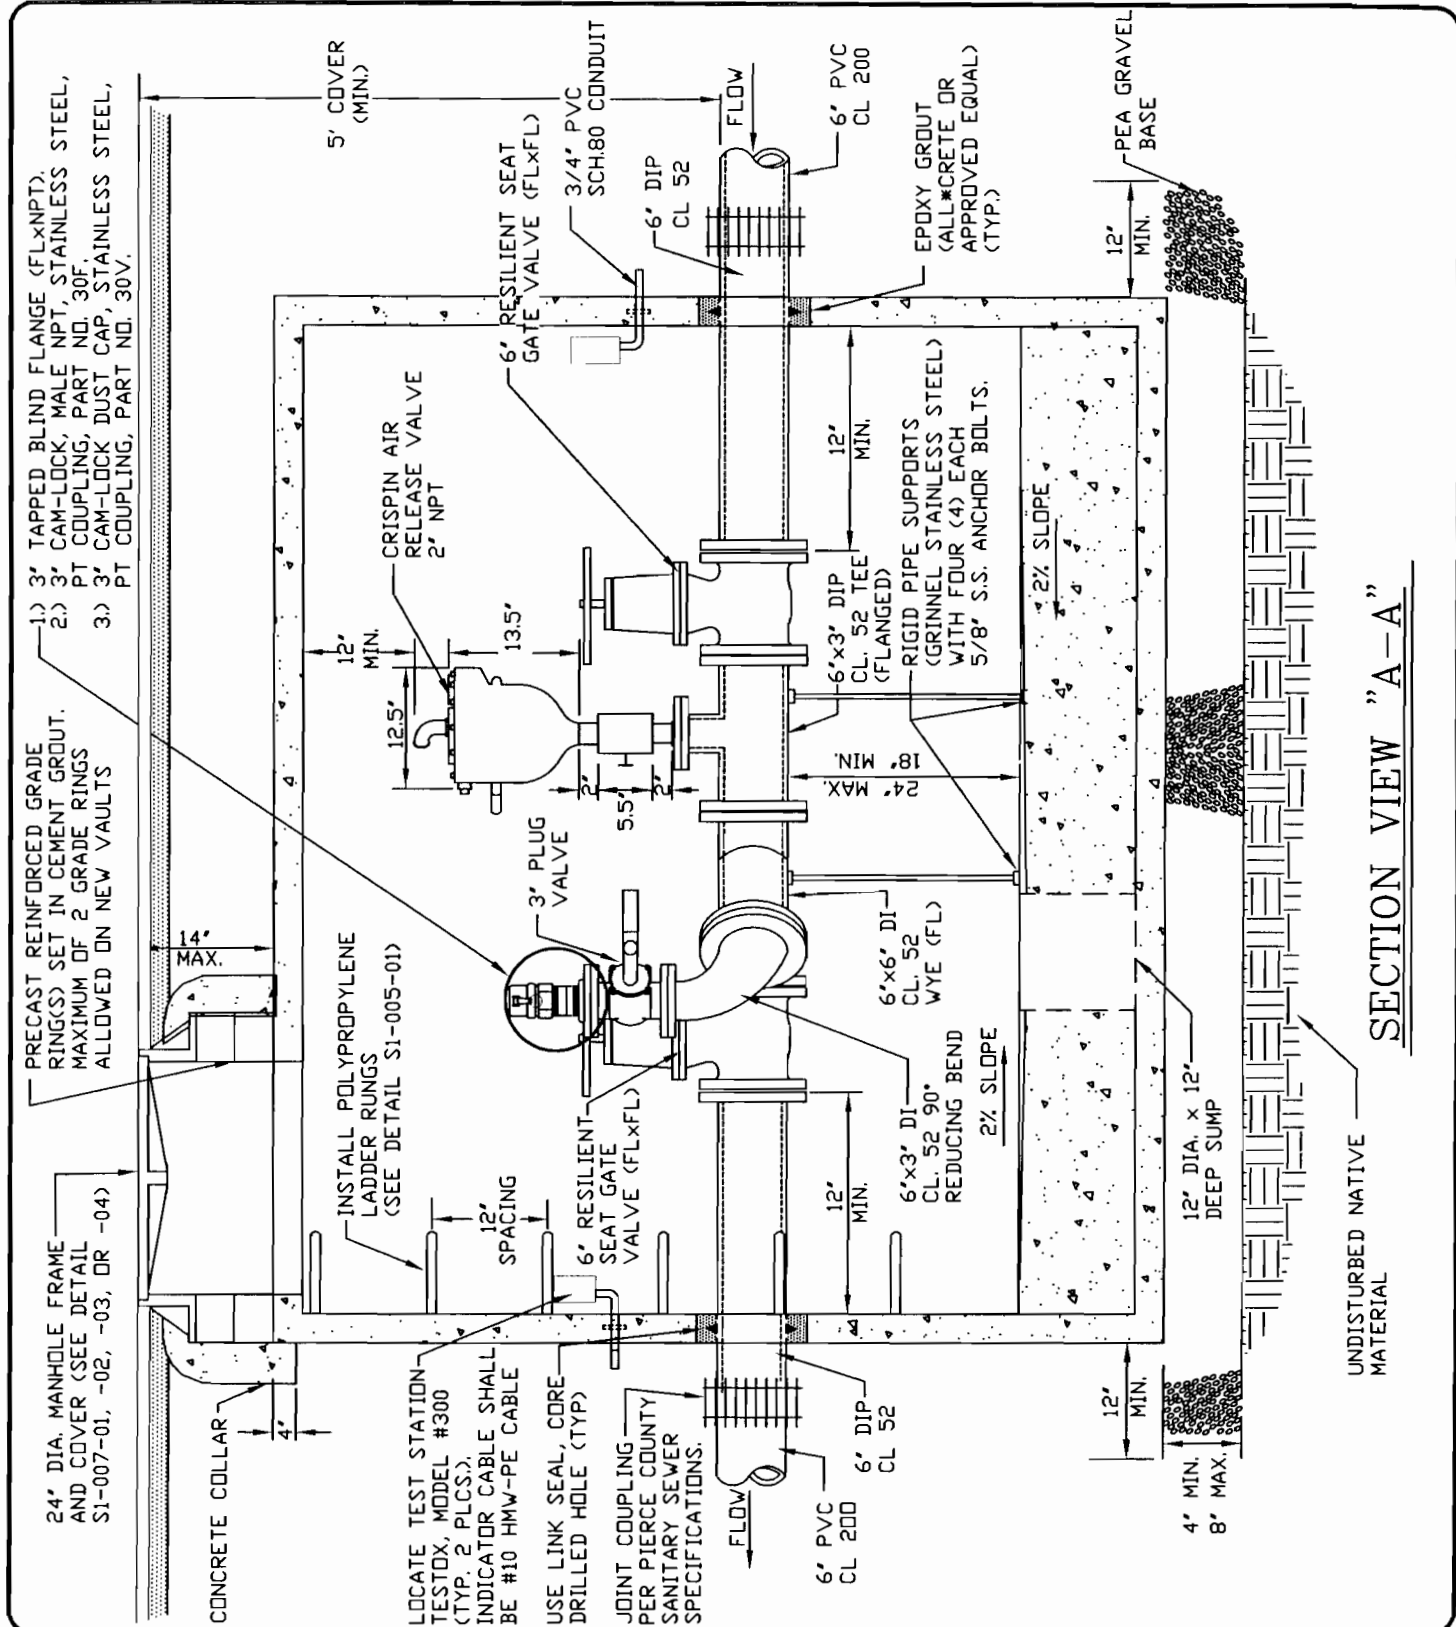 24" DIA. MANHOLE FRAME
AND COVER (SEE DETAIL
S1-007-01, -02, -03, OR -04)
PRECAST REINFORCED GRADE
RING(S) SET IN CEMENT GROUT.
MAXIMUM OF 2 GRADE RINGS
ALLOWED ON NEW VAULTS
1.) 3" TAPPED BLIND FLANGE (FLxNPT).
2.) 3" CAM-LOCK, MALE NPT, STAINLESS STEEL,
PT COUPLING, PART NO. 30F.
3.) 3" CAM-LOCK DUST CAP, STAINLESS STEEL,
PT COUPLING, PART NO. 30V.
CONCRETE COLLAR
4"
14"
MAX.
5' COVER
(MIN.)
INSTALL POLYPROPYLENE
LADDER RUNGS
(SEE DETAIL S1-005-01)
12"
MIN.
CRISPIN AIR
RELEASE VALVE
2" NPT
12.5"
13.5"
6" RESILIENT SEAT
GATE VALVE (FLxFL)
3/4" PVC
SCH.80 CONDUIT
LOCATE TEST STATION
TESTOX, MODEL #300
(TYP. 2 PLCS.).
INDICATOR CABLE SHALL
BE #10 HMW-PE CABLE
12"
SPACING
3" PLUG
VALVE
2"
5.5"
2"
6" DIP
CL 52
USE LINK SEAL, CORE
DRILLED HOLE (TYP)
6" RESILIENT
SEAT GATE
VALVE (FLxFL)
JOINT COUPLING
PER PIERCE COUNTY
SANITARY SEWER
SPECIFICATIONS.
FLOW
FLOW
6" PVC
CL 200
6" DIP
CL 52
12"
MIN.
6"x3" DI
CL. 52 90°
REDUCING BEND
6"x6" DI
CL. 52
WYE (FL)
24" MAX.
18" MIN.
6"x3" DIP
CL. 52 TEE
(FLANGED)
12"
MIN.
6" PVC
CL 200
EPOXY GROUT
(ALL*CRETE OR
APPROVED EQUAL)
(TYP.)
RIGID PIPE SUPPORTS
(GRINNEL STAINLESS STEEL)
WITH FOUR (4) EACH
5/8" S.S. ANCHOR BOLTS.
2% SLOPE
2% SLOPE
12"
MIN.
12"
MIN.
PEA GRAVEL
BASE
4" MIN.
8" MAX.
12" DIA. x 12"
DEEP SUMP
UNDISTURBED NATIVE
MATERIAL
SECTION VIEW "A-A"